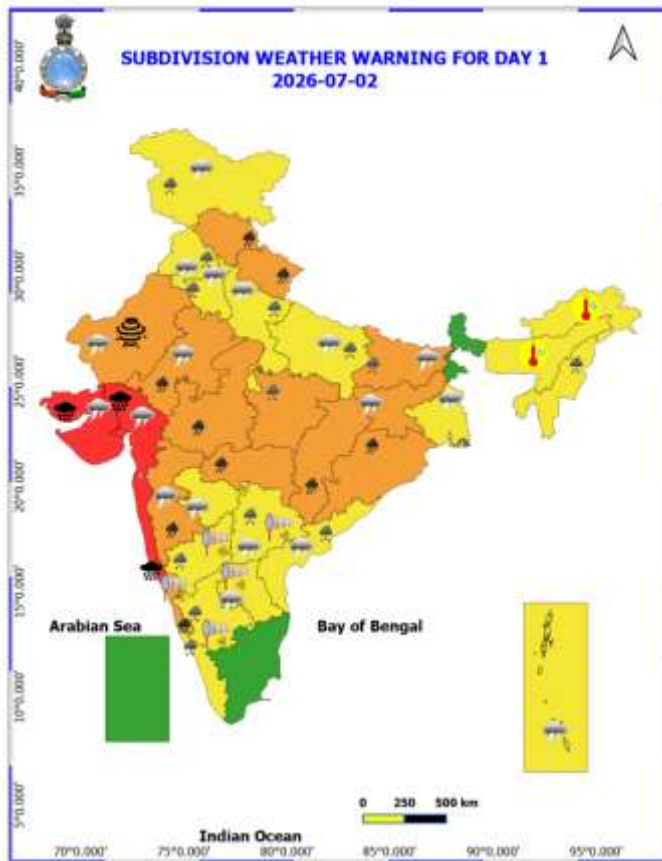 SUBDIVISION WEATHER WARNING FOR DAY 1
2026-07-02
40°0.000'
35°0.000'
30°0.000'
25°0.000'
20°0.000'
15°0.000'
10°0.000'
5°0.000'
Arabian Sea
Bay of Bengal
0 250 500 km
Indian Ocean
70°0.000' 75°0.000' 80°0.000' 85°0.000' 90°0.000' 95°0.000'